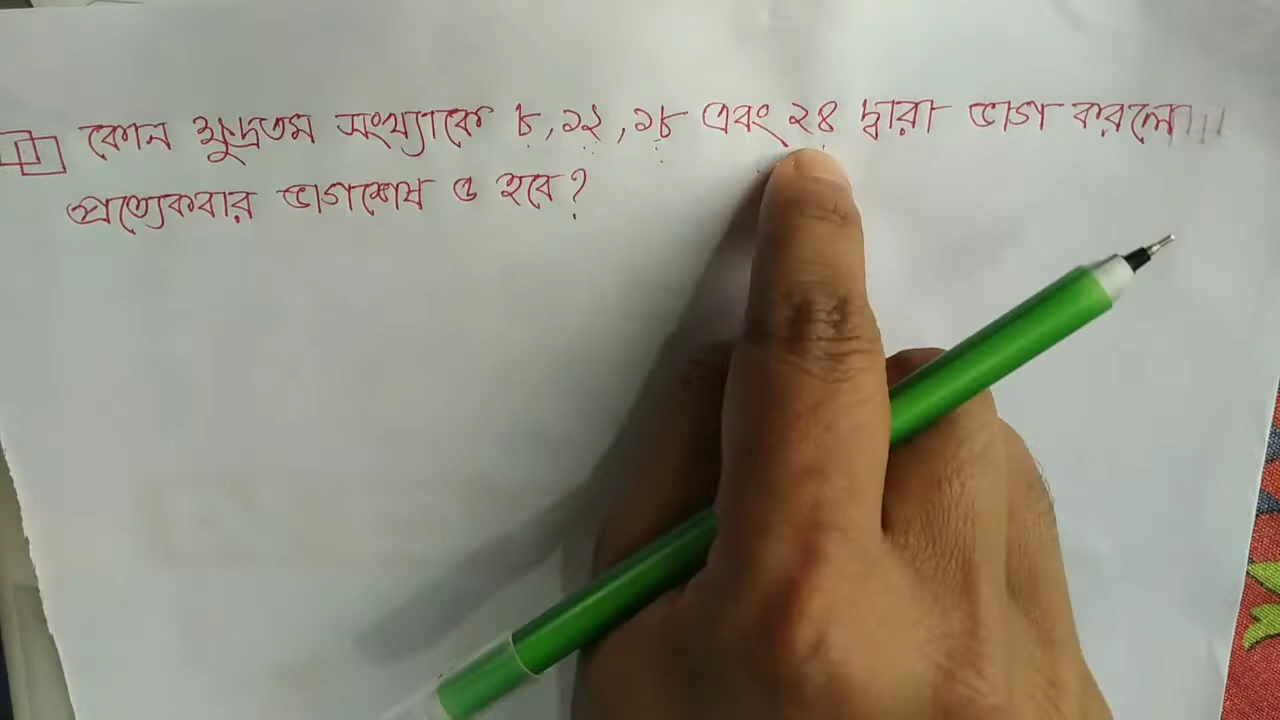 কোন ক্ষুদ্রতম সংখ্যাকে ৮, ১২, ১৮ এবং ২৪ দ্বারা ভাগ করলে
প্রত্যেকবার ভাগশেষ ৫ হবে?